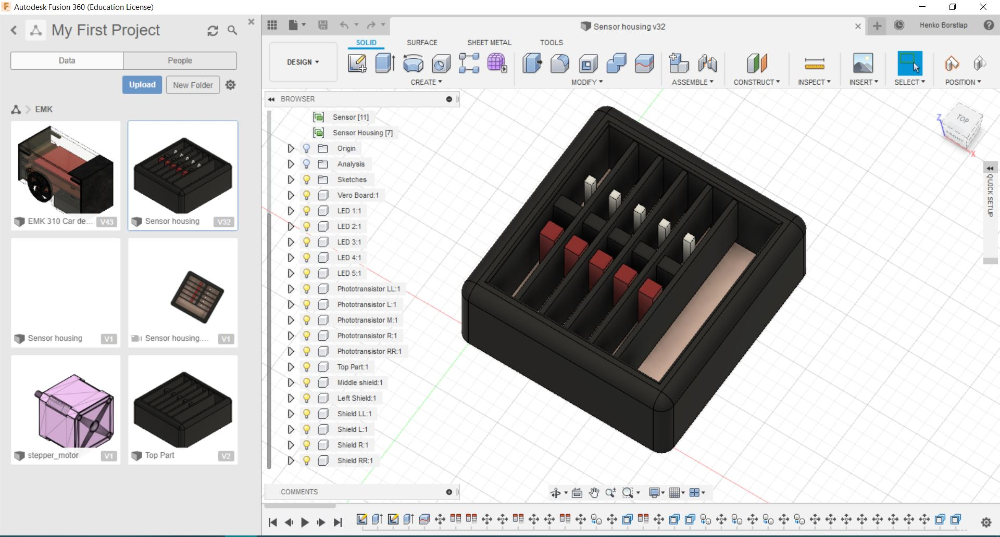 Autodesk Fusion 360 (Education License)
My First Project
Data
People
Upload
New Folder
EMK
EMK 310 Car de...
V43
Sensor housing
V32
Sensor housing
V1
Sensor housing....
V1
stepper_motor
V1
Top Part
V2
Sensor housing v32
Henko Borstlap
DESIGN
SOLID
SURFACE
SHEET METAL
TOOLS
CREATE
MODIFY
ASSEMBLE
CONSTRUCT
INSPECT
INSERT
SELECT
POSITION
BROWSER
Sensor [11]
Sensor Housing [7]
Origin
Analysis
Sketches
Vero Board:1
LED 1:1
LED 2:1
LED 3:1
LED 4:1
LED 5:1
Phototransistor LL:1
Phototransistor L:1
Phototransistor M:1
Phototransistor R:1
Phototransistor RR:1
Top Part:1
Middle shield:1
Left Shield:1
Shield LL:1
Shield L:1
Shield R:1
Shield RR:1
COMMENTS
TOP
FRONT
Z
X
QUICK SETUP